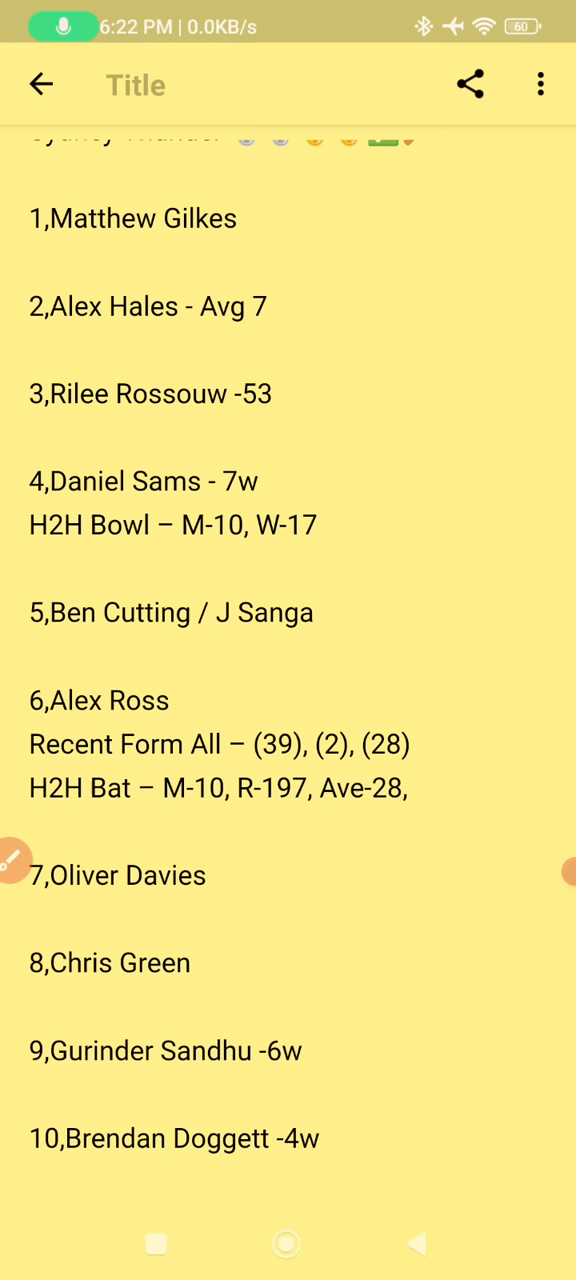 6:22 PM | 0.0KB/s
60
Title
1,Matthew Gilkes
2,Alex Hales - Avg 7
3,Rilee Rossouw -53
4,Daniel Sams - 7w
H2H Bowl – M-10, W-17
5,Ben Cutting / J Sanga
6,Alex Ross
Recent Form All – (39), (2), (28)
H2H Bat – M-10, R-197, Ave-28,
7,Oliver Davies
8,Chris Green
9,Gurinder Sandhu -6w
10,Brendan Doggett -4w